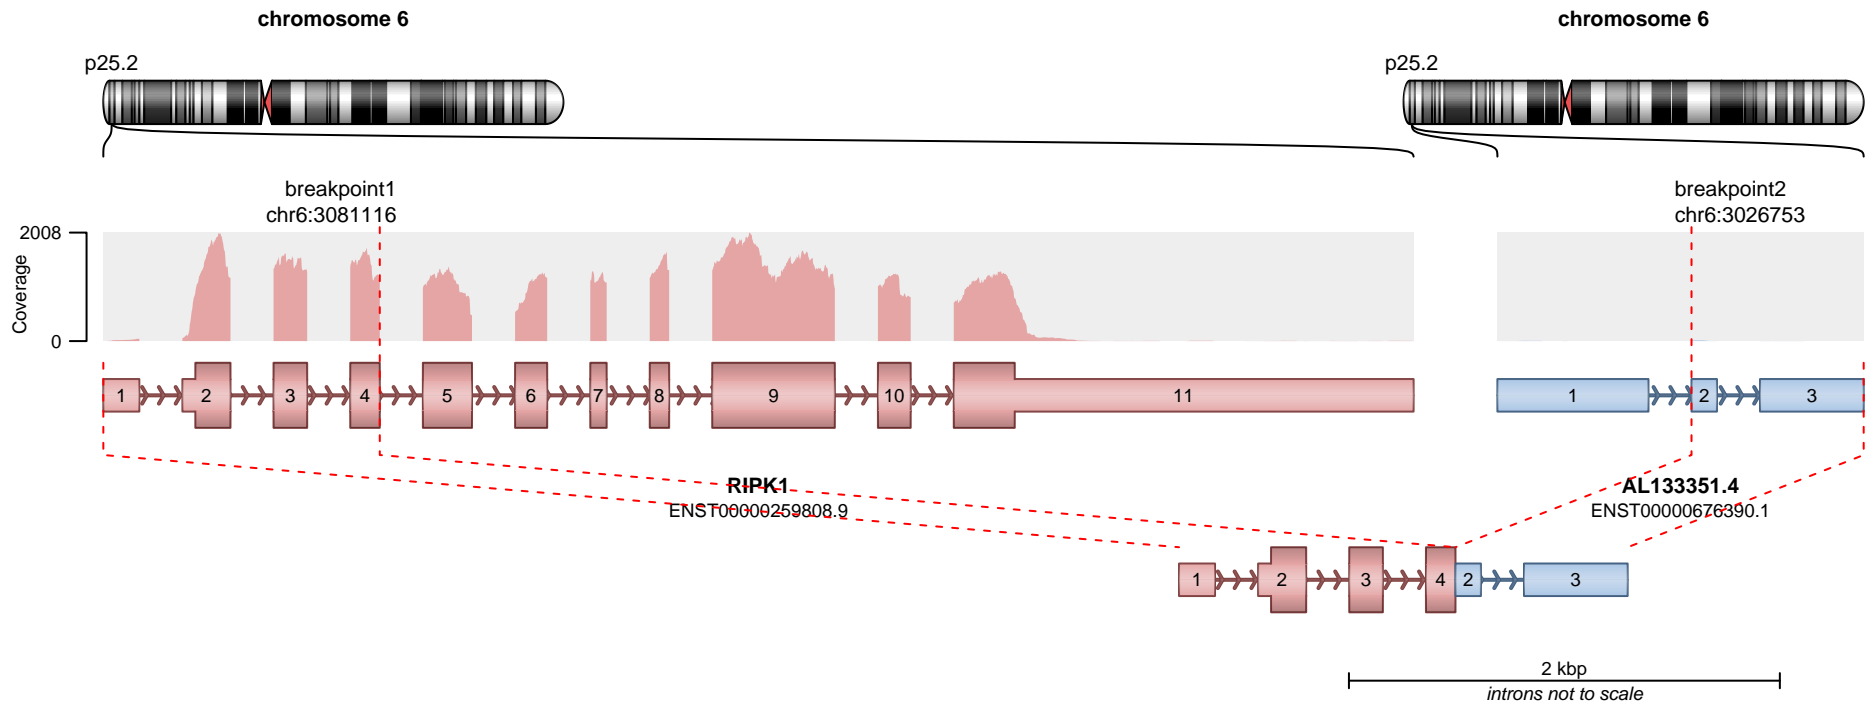 chromosome 6
chromosome 6
p25.2
p25.2
breakpoint1
chr6:3081116
breakpoint2
chr6:3026753
Coverage
2008
0
1 2 3 4 5 6 7 8 9 10 11
1 2 3
RIPK1
ENST00000259808.9
AL133351.4
ENST00000676390.1
1 2 3 4 2 3
2 kbp
introns not to scale